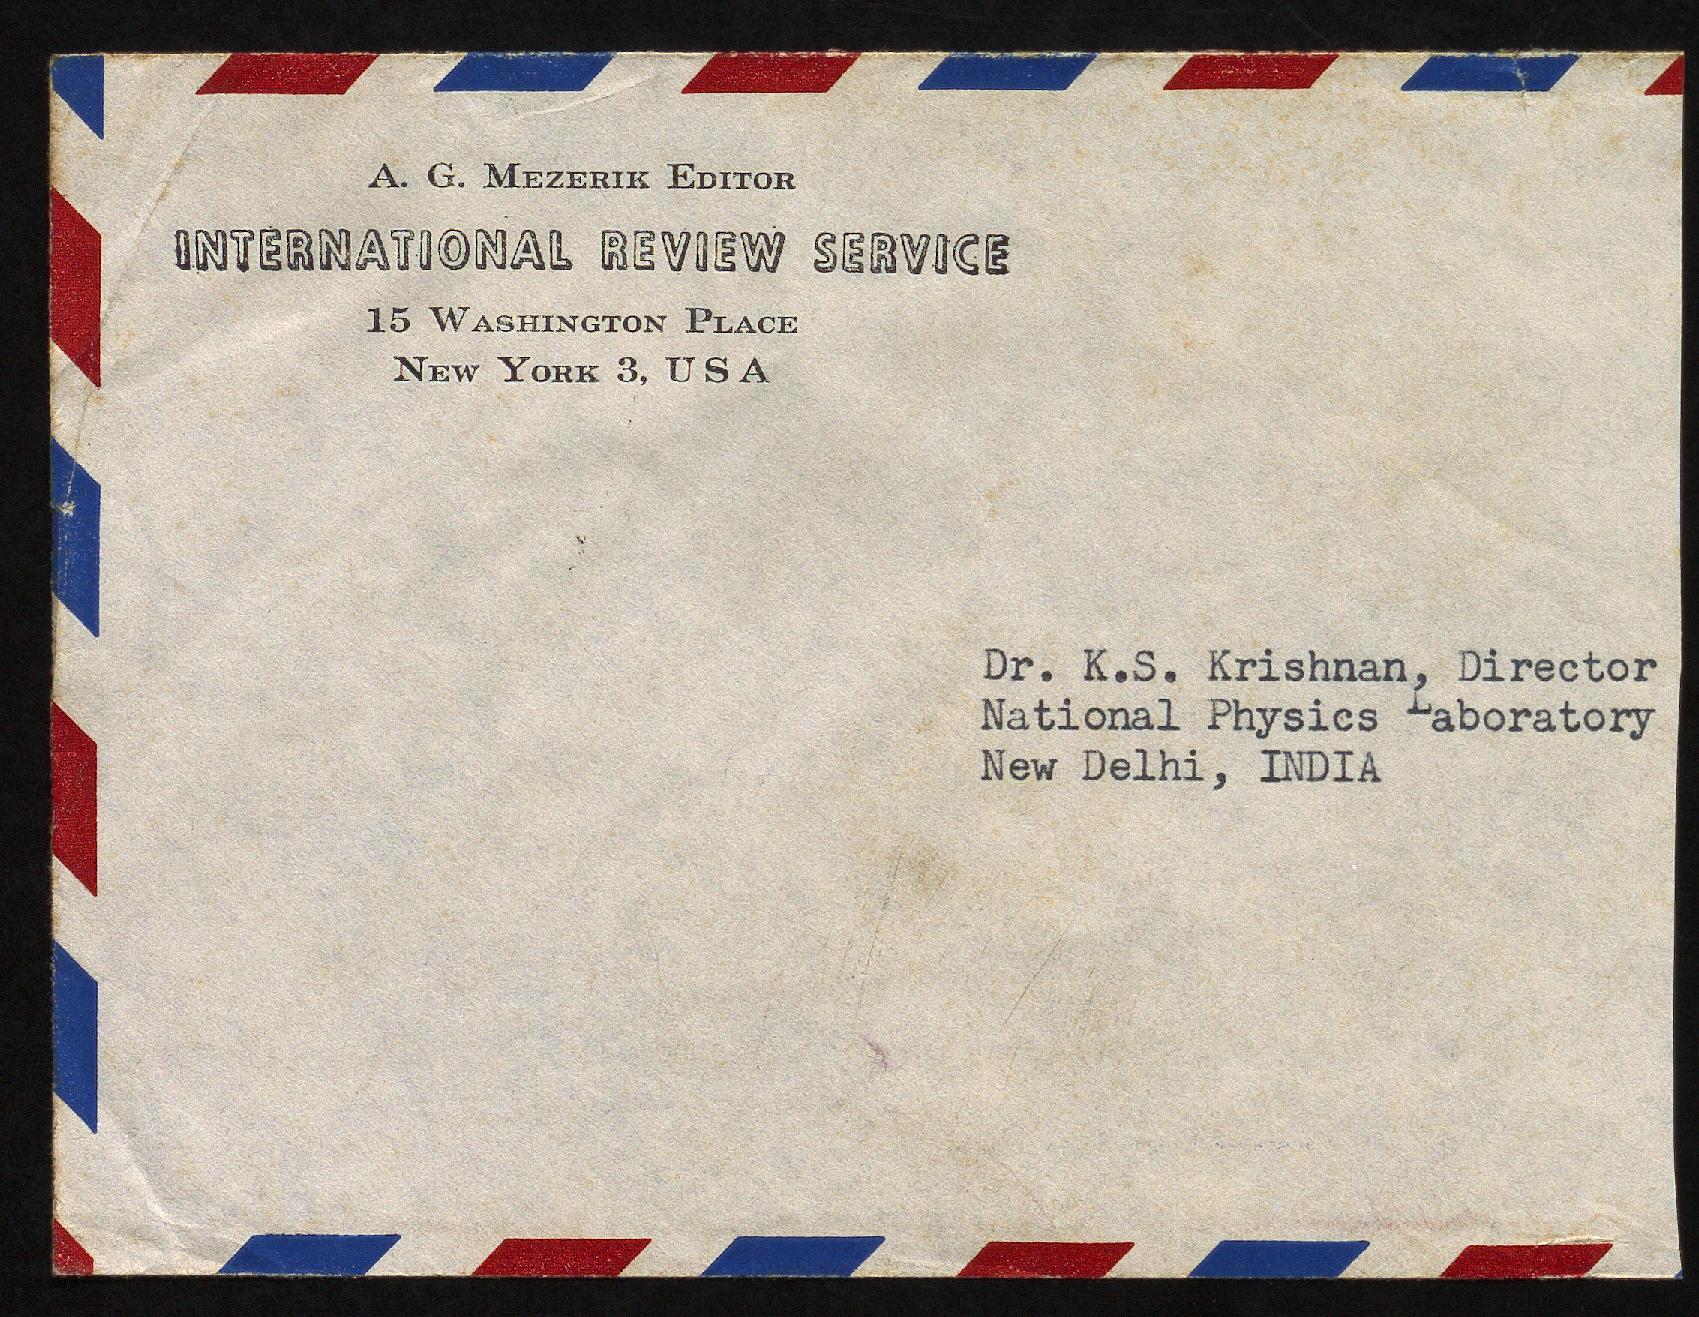 A. G. Mezerik Editor
INTERNATIONAL REVIEW SERVICE
15 Washington Place
New York 3, U S A
Dr. K.S. Krishnan, Director
National Physics Laboratory
New Delhi, INDIA